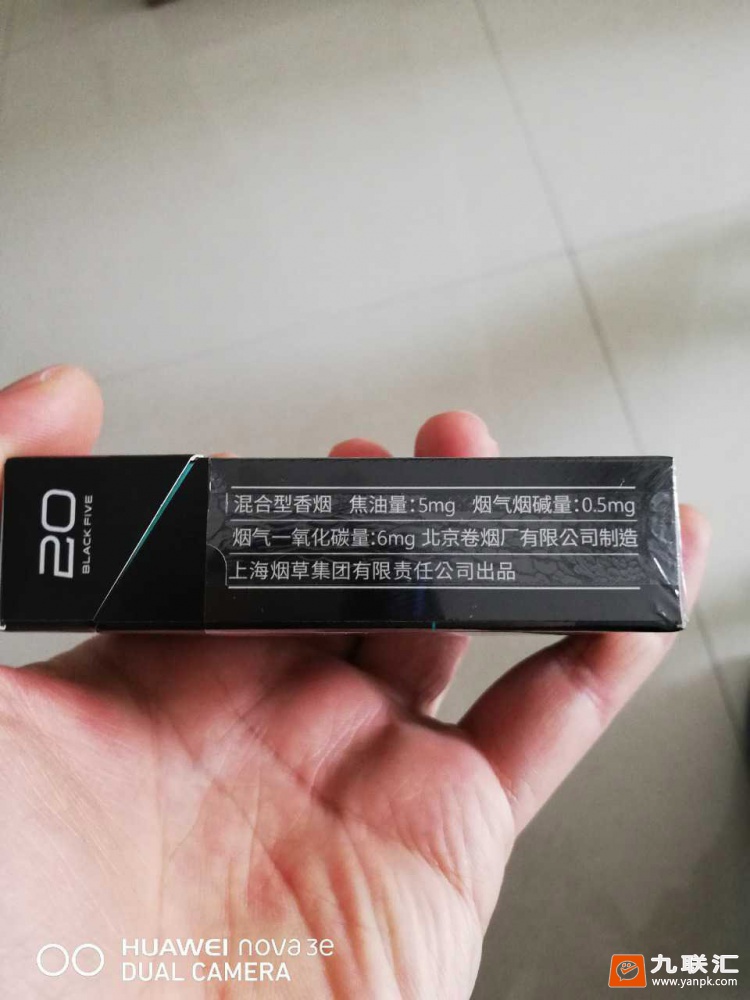 20
BLACK FIVE
混合型香烟 焦油量:5mg 烟气烟碱量:0.5mg
烟气一氧化碳量:6mg 北京卷烟厂有限公司制造
上海烟草集团有限责任公司出品
HUAWEI nova 3e
DUAL CAMERA
九联汇
www.yanpk.com